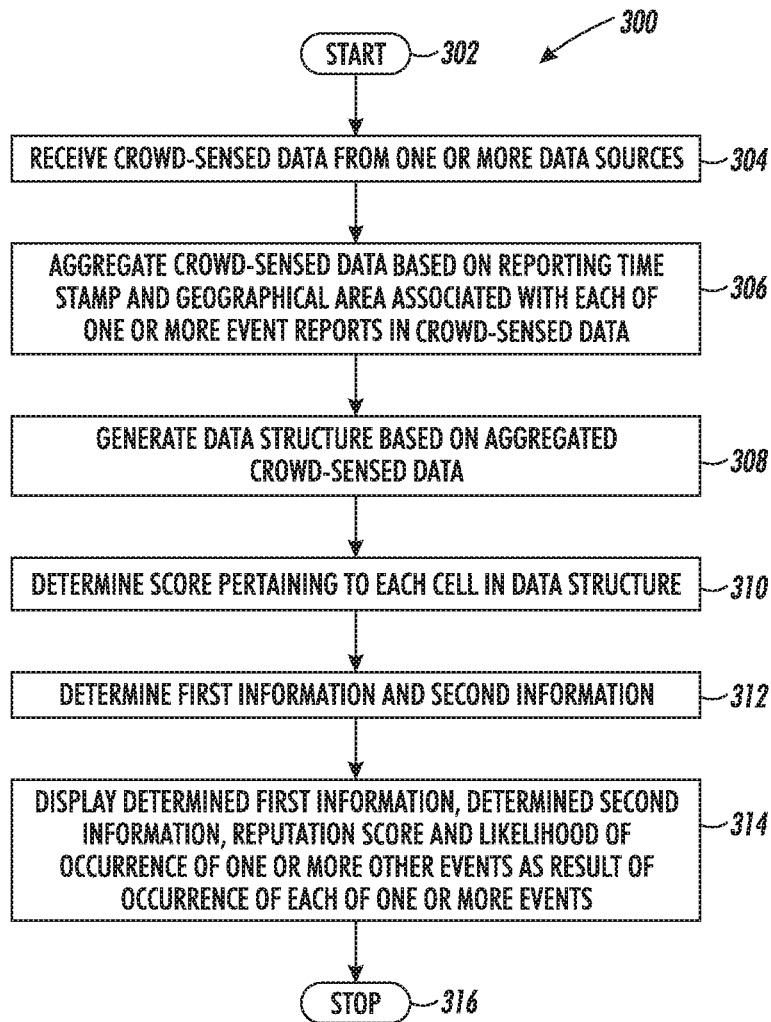 300
START
302
RECEIVE CROWD-SENSED DATA FROM ONE OR MORE DATA SOURCES
304
AGGREGATE CROWD-SENSED DATA BASED ON REPORTING TIME
STAMP AND GEOGRAPHICAL AREA ASSOCIATED WITH EACH OF
ONE OR MORE EVENT REPORTS IN CROWD-SENSED DATA
306
GENERATE DATA STRUCTURE BASED ON AGGREGATED
CROWD-SENSED DATA
308
DETERMINE SCORE PERTAINING TO EACH CELL IN DATA STRUCTURE
310
DETERMINE FIRST INFORMATION AND SECOND INFORMATION
312
DISPLAY DETERMINED FIRST INFORMATION, DETERMINED SECOND
INFORMATION, REPUTATION SCORE AND LIKELIHOOD OF
OCCURRENCE OF ONE OR MORE OTHER EVENTS AS RESULT OF
OCCURRENCE OF EACH OF ONE OR MORE EVENTS
314
STOP
316